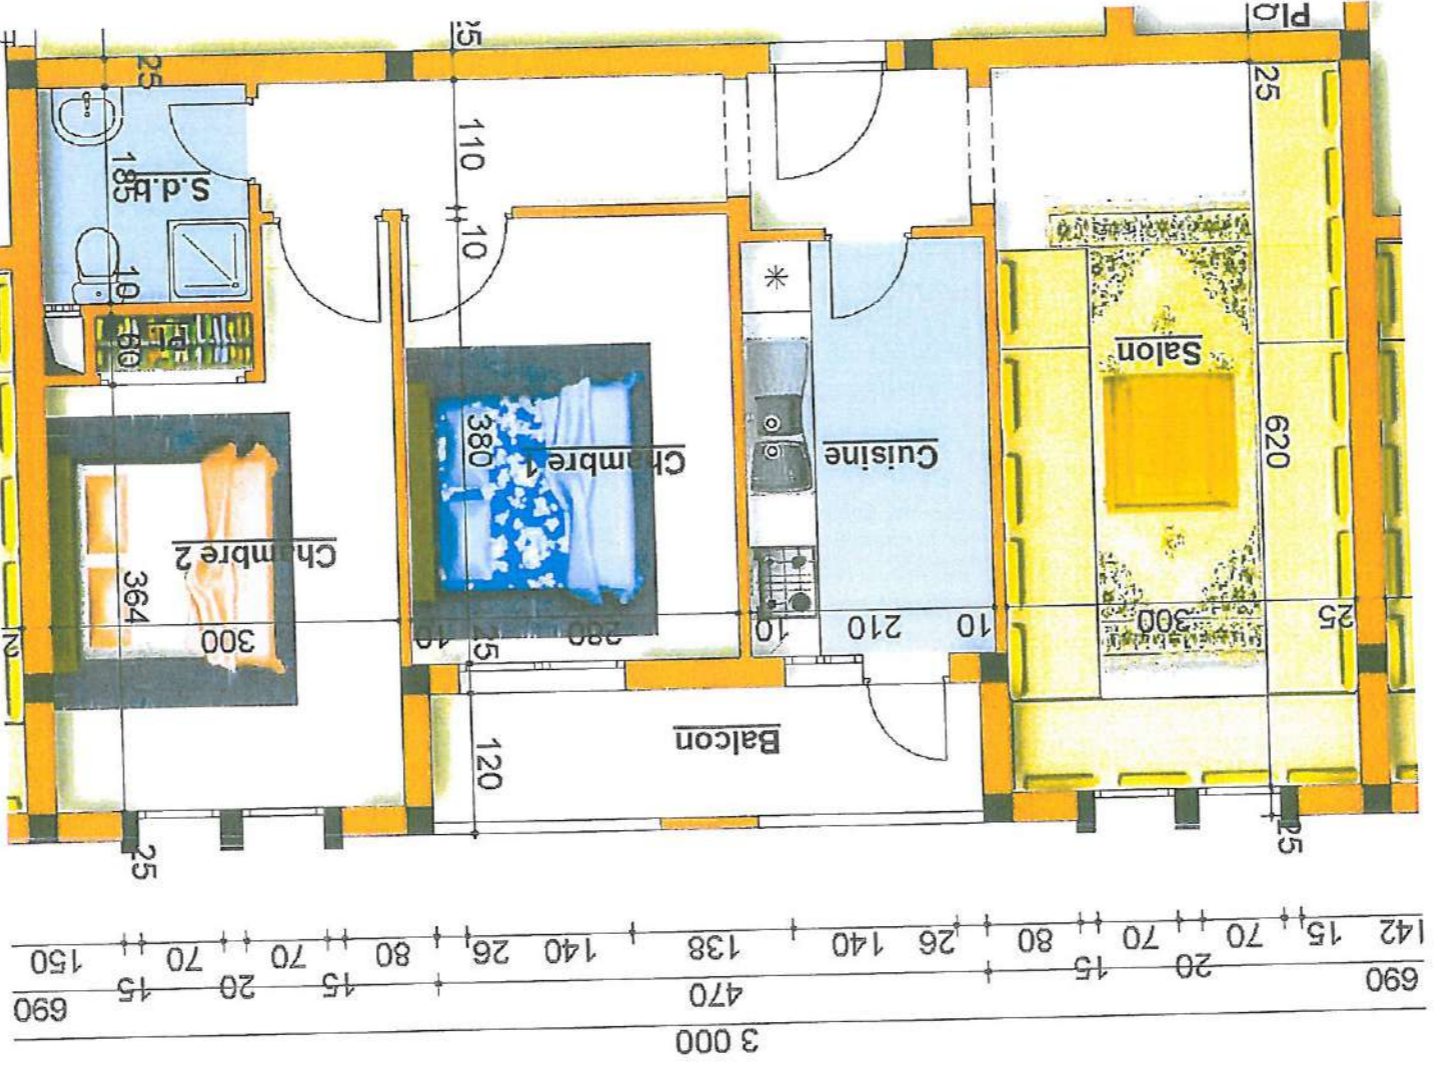 3 000
690 20 15 470 15 20 15 690
142 15 70 70 80 26 140 138 140 26 80 70 70 150
25 25
Balcon 120
25 300 10 210 10 280 25 10 300
364
Chambre 2
620 Cuisine Chambre 1 380
Salon
Pl 60
10 10
S.d.b 185
110
25 25
Pl